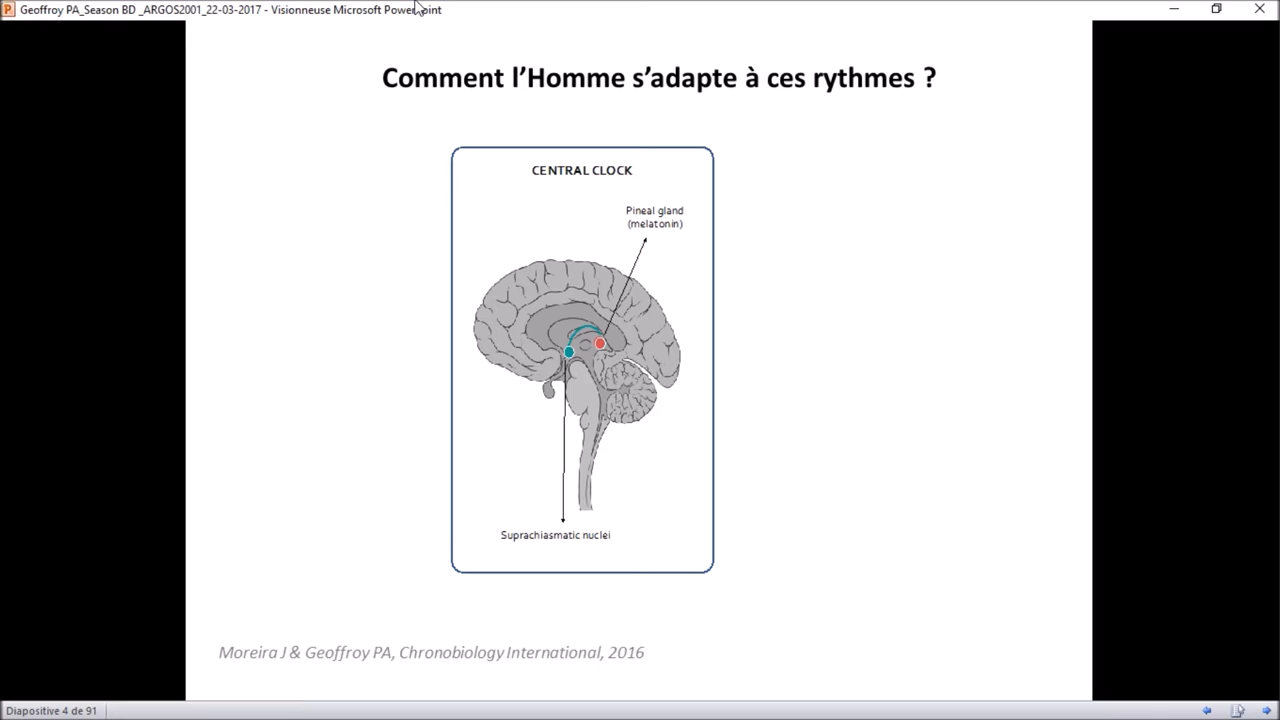 Geoffroy PA_Season BD _ARGOS2001_22-03-2017 - Visionneuse Microsoft PowerPoint
Comment l’Homme s’adapte à ces rythmes ?
CENTRAL CLOCK
Pineal gland
(melatonin)
Suprachiasmatic nuclei
Moreira J & Geoffroy PA, Chronobiology International, 2016
Diapositive 4 de 91